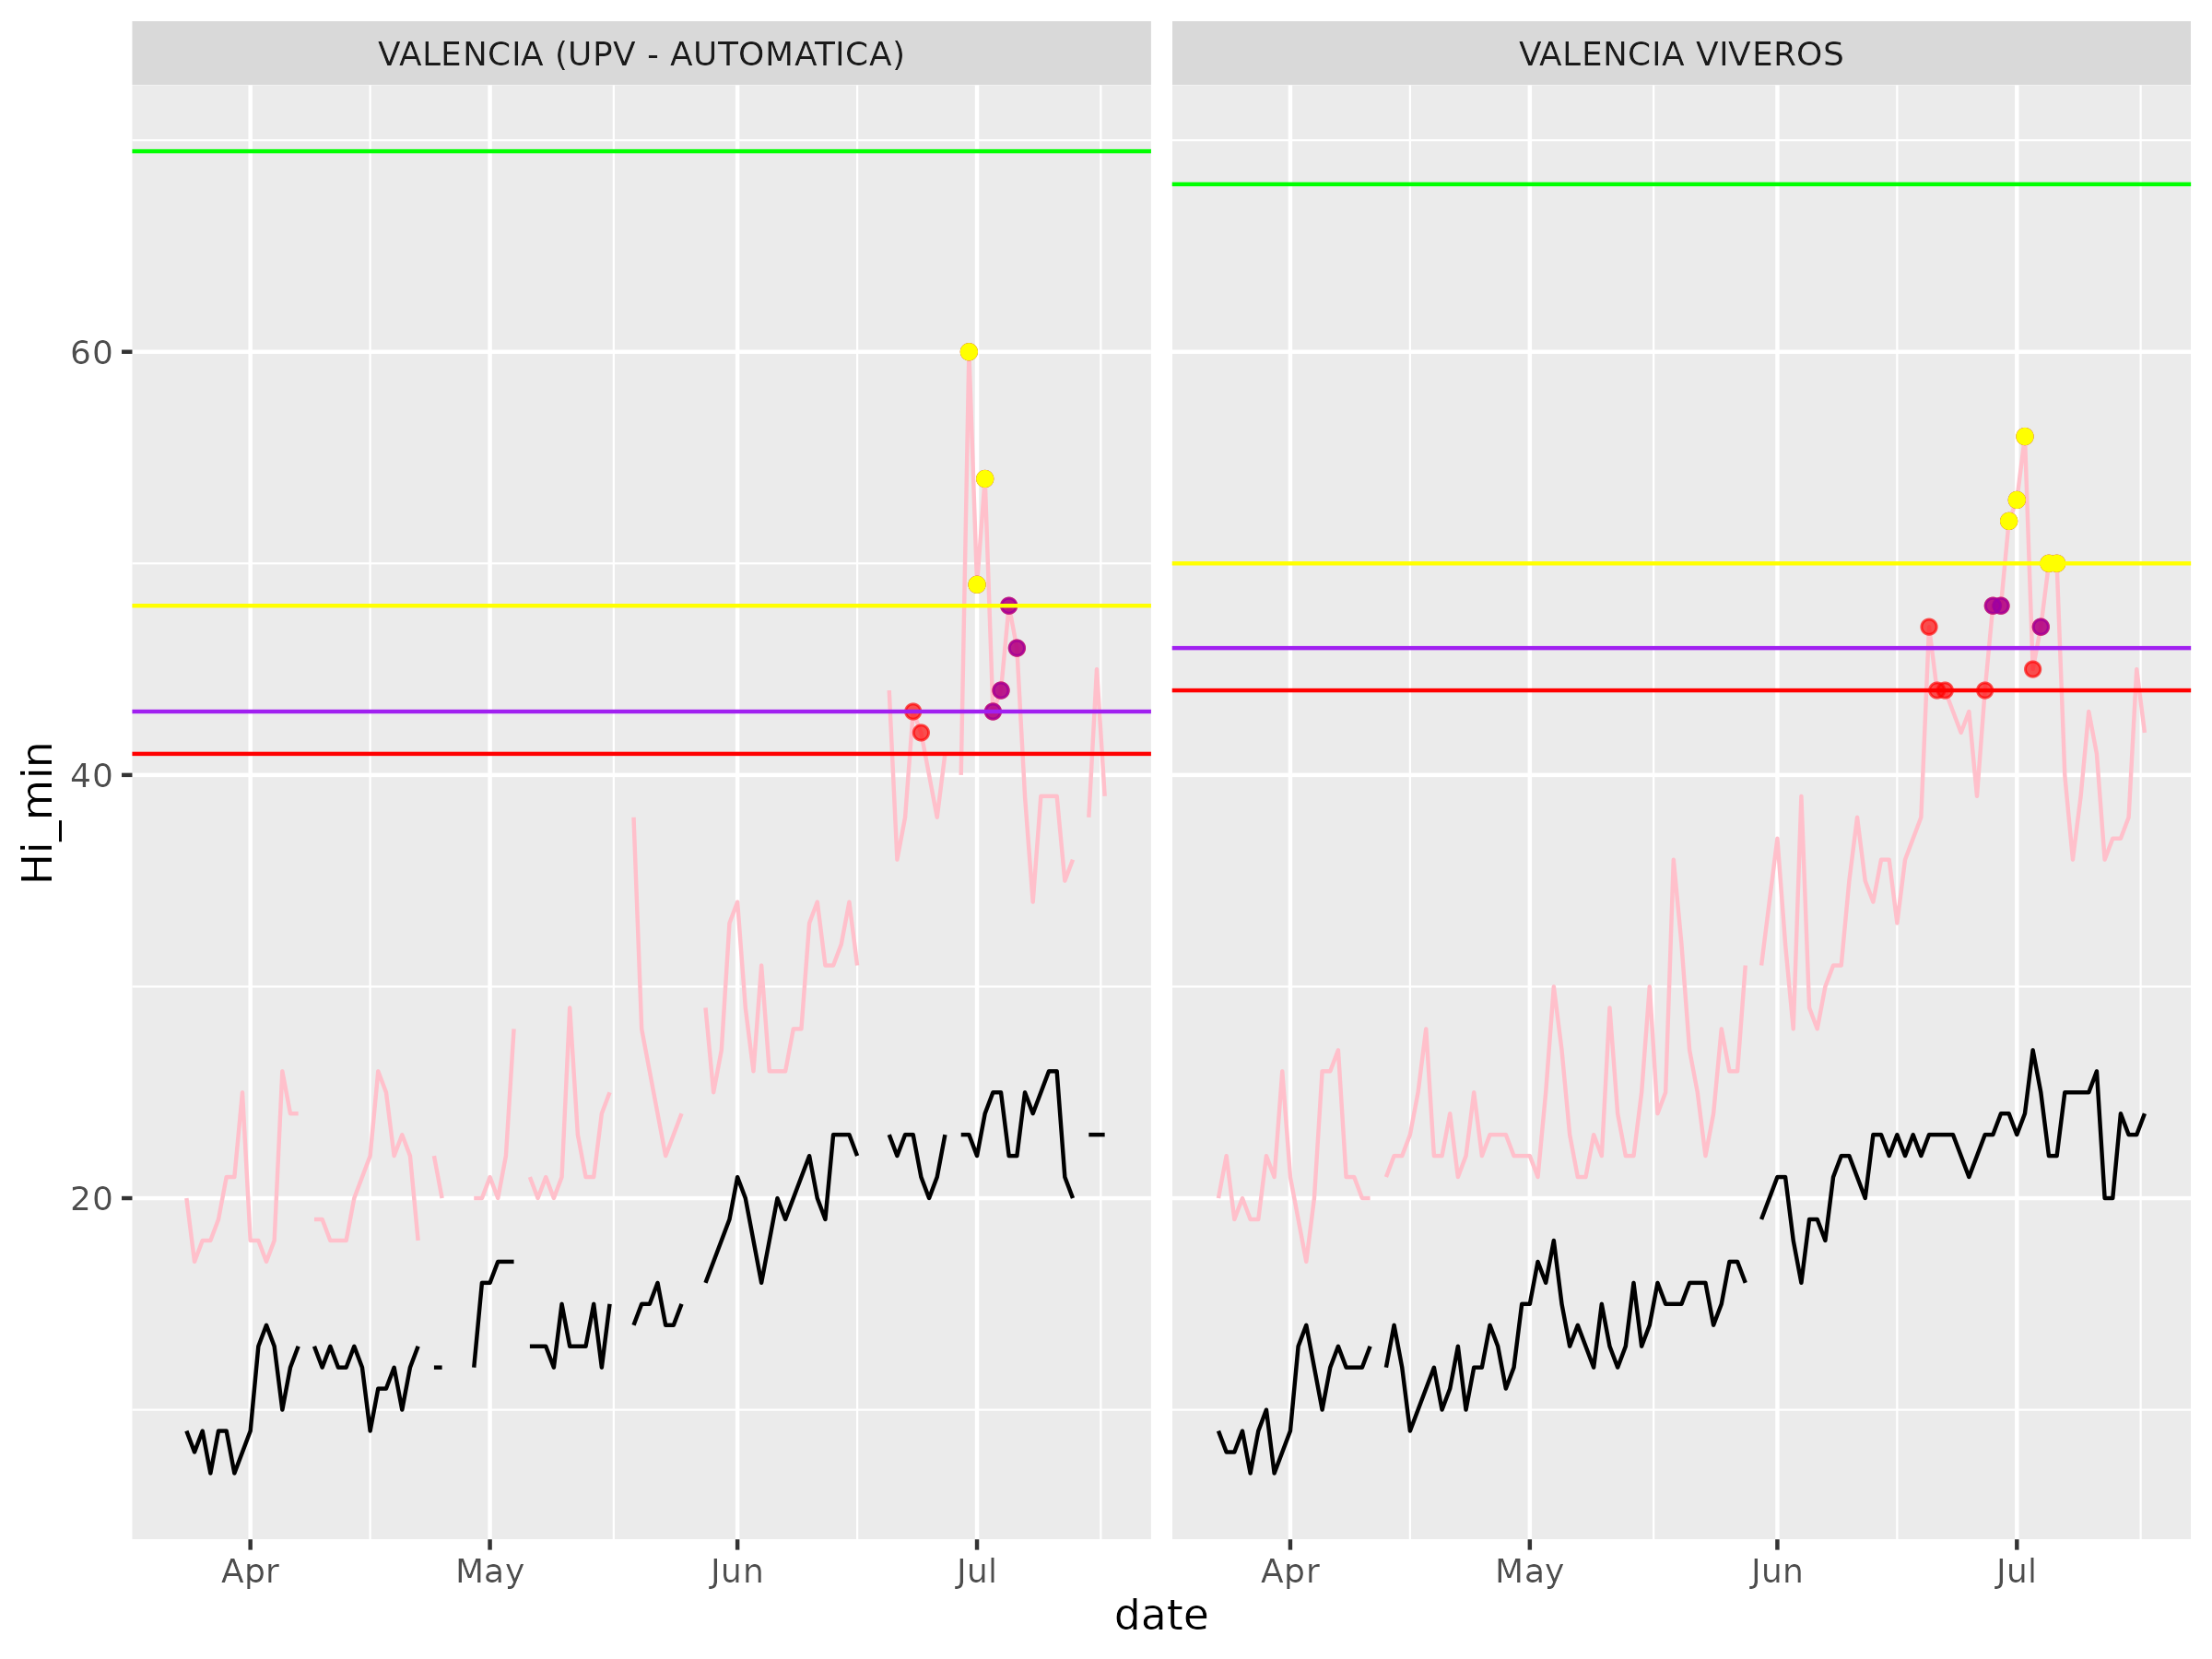 VALENCIA (UPV - AUTOMATICA)
VALENCIA VIVEROS
Hi_min
60
40
20
Apr
May
Jun
Jul
Apr
May
Jun
Jul
date